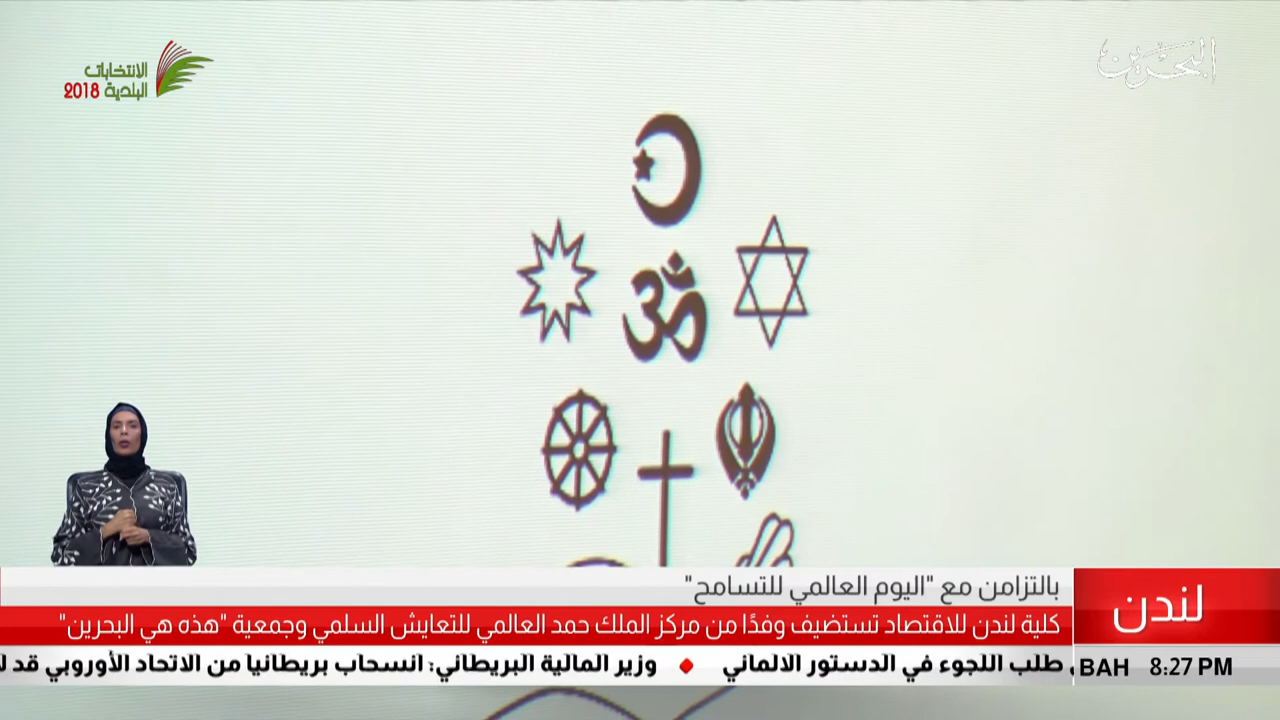 الانتخابات
البلدية 2018
البحرين
ॐ
بالتزامن مع "اليوم العالمي للتسامح"
لندن
كلية لندن للاقتصاد تستضيف وفدًا من مركز الملك حمد العالمي للتعايش السلمي وجمعية "هذه هي البحرين"
طلب اللجوء في الدستور الألماني ♦ وزير المالية البريطاني: انسحاب بريطانيا من الاتحاد الأوروبي قد
BAH 8:27 PM